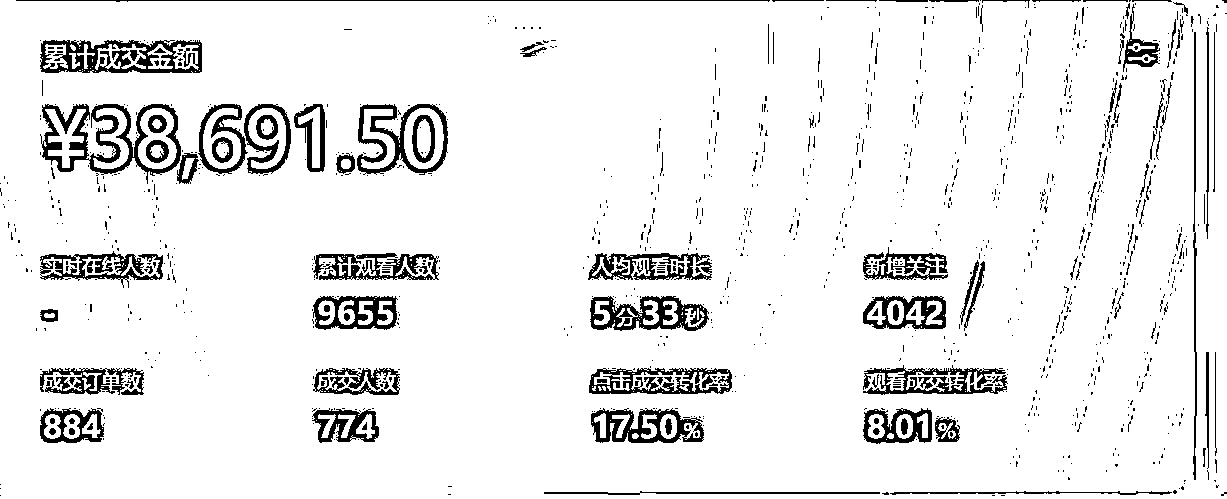 累计成交金额
¥38,691.50
实时在线人数 累计观看人数 人均观看时长 新增关注
- 9655 5分33秒 4042
成交订单数 成交人数 点击成交转化率 观看成交转化率
884 774 17.50% 8.01%